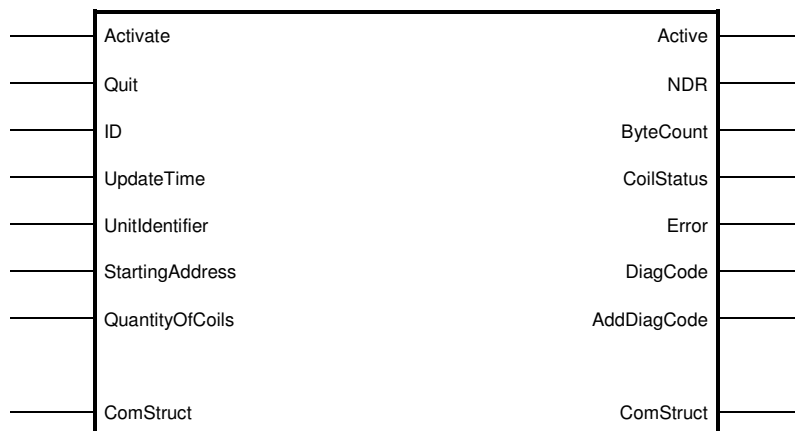 Activate Active
Quit NDR
ID ByteCount
UpdateTime CoilStatus
UnitIdentifier Error
StartingAddress DiagCode
QuantityOfCoils AddDiagCode
ComStruct ComStruct